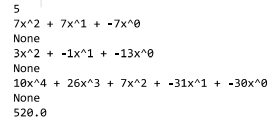 5
7x^2 + 7x^1 + -7x^0
None
3x^2 + -1x^1 + -13x^0
None
10x^4 + 26x^3 + 7x^2 + -31x^1 + -30x^0
None
520.0